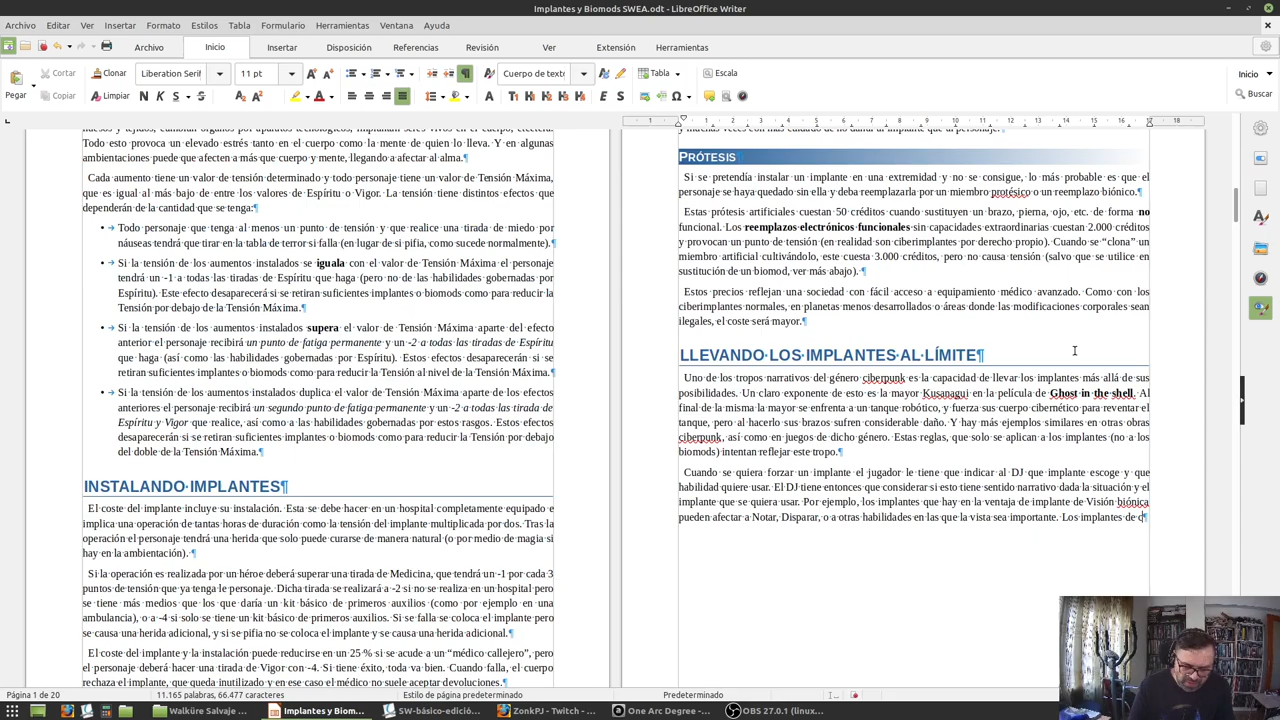 Implantes y Biomods SWEA.odt - LibreOffice Writer
Archivo Editar Ver Insertar Formato Estilos Tabla Formulario Herramientas Ventana Ayuda
Archivo Inicio Insertar Disposición Referencias Revisión Ver Extensión Herramientas
Pegar Cortar Clonar Liberation Serif 11 pt Cuerpo de texto Tabla Escala Inicio
Copiar Limpiar N K S S H1 H2 H3 E S Buscar
1 1 2 3 4 5 6 7 8 9 10 11 12 13 14 15 16 17 18
Todo esto provoca un elevado estrés tanto en el cuerpo como la mente de quien lo lleva. Y en algunas
ambientaciones puede que afecten a más que cuerpo y mente, llegando a afectar al alma.¶
Cada aumento tiene un valor de tensión determinado y todo personaje tiene un valor de Tensión Máxima,
que es igual al más bajo de entre los valores de Espíritu o Vigor. La tensión tiene distintos efectos que
dependerán de la cantidad que se tenga:¶
• Todo personaje que tenga al menos un punto de tensión y que realice una tirada de miedo por
náuseas tendrá que tirar en la tabla de terror si falla (en lugar de si pifia, como sucede normalmente).¶
• Si la tensión de los aumentos instalados se iguala con el valor de Tensión Máxima el personaje
tendrá un -1 a todas las tiradas de Espíritu que haga (pero no de las habilidades gobernadas por
Espíritu). Este efecto desaparecerá si se retiran suficientes implantes o biomods como para reducir la
Tensión por debajo de la Tensión Máxima.¶
• Si la tensión de los aumentos instalados supera el valor de Tensión Máxima aparte del efecto
anterior el personaje recibirá un punto de fatiga permanente y un -2 a todas las tiradas de Espíritu
que haga (así como las habilidades gobernadas por Espíritu). Estos efectos desaparecerán si se
retiran suficientes implantes o biomods como para reducir la Tensión al nivel de la Tensión Máxima.¶
• Si la tensión de los aumentos instalados duplica el valor de Tensión Máxima aparte de los efectos
anteriores el personaje recibirá un segundo punto de fatiga permanente y un -2 a todas las tirada de
Espíritu y Vigor que realice, así como a las habilidades gobernadas por estos rasgos. Estos efectos
desaparecerán si se retiran suficientes implantes o biomods como para reducir la Tensión por debajo
del doble de la Tensión Máxima.¶
INSTALANDO IMPLANTES¶
El coste del implante incluye su instalación. Esta se debe hacer en un hospital completamente equipado e
implica una operación de tantas horas de duración como la tensión del implante multiplicada por dos. Tras la
operación el personaje tendrá una herida que solo puede curarse de manera natural (o por medio de magia si
hay en la ambientación). ¶
Si la operación es realizada por un héroe deberá superar una tirada de Medicina, que tendrá un -1 por cada 3
puntos de tensión que ya tenga le personaje. Dicha tirada se realizará a -2 si no se realiza en un hospital pero
se tiene más medios que los que daría un kit básico de primeros auxilios (como por ejemplo en una
ambulancia), o a -4 si solo se tiene un kit básico de primeros auxilios. Si se falla se coloca el implante pero
se causa una herida adicional, y si se pifia no se coloca el implante y se causa una herida adicional.¶
El coste del implante y la instalación puede reducirse en un 25 % si se acude a un “médico callejero”, pero
el personaje deberá hacer una tirada de Vigor con -4. Si tiene éxito, toda va bien. Cuando falla, el cuerpo
rechaza el implante, que queda inutilizado y en ese caso el médico no suele aceptar devoluciones.¶
PRÓTESIS
Si se pretendía instalar un implante en una extremidad y no se consigue, lo más probable es que el
personaje se haya quedado sin ella y deba reemplazarla por un miembro protésico o un reemplazo biónico.¶
Estas prótesis artificiales cuestan 50 créditos cuando sustituyen un brazo, pierna, ojo, etc. de forma no
funcional. Los reemplazos electrónicos funcionales sin capacidades extraordinarias cuestan 2.000 créditos
y provocan un punto de tensión (en realidad son ciberimplantes por derecho propio). Cuando se “clona” un
miembro artificial cultivándolo, este cuesta 3.000 créditos, pero no causa tensión (salvo que se utilice en
sustitución de un biomod, ver más abajo). ¶
Estos precios reflejan una sociedad con fácil acceso a equipamiento médico avanzado. Como con los
ciberimplantes normales, en planetas menos desarrollados o áreas donde las modificaciones corporales sean
ilegales, el coste será mayor.¶
LLEVANDO LOS IMPLANTES AL LÍMITE¶
Uno de los tropos narrativos del género ciberpunk es la capacidad de llevar los implantes más allá de sus
posibilidades. Un claro exponente de esto es la mayor Kusanagui en la película de Ghost in the shell. Al
final de la misma la mayor se enfrenta a un tanque robótico, y fuerza sus cuerpo cibernético para reventar el
tanque, pero al hacerlo sus brazos sufren considerable daño. Y hay más ejemplos similares en otras obras
ciberpunk, así como en juegos de dicho género. Estas reglas, que solo se aplican a los implantes (no a los
biomods) intentan reflejar este tropo.¶
Cuando se quiera forzar un implante el jugador le tiene que indicar al DJ que implante escoge y que
habilidad quiere usar. El DJ tiene entonces que considerar si esto tiene sentido narrativo dada la situación y el
implante que se quiera usar. Por ejemplo, los implantes que hay en la ventaja de implante de Visión biónica
pueden afectar a Notar, Disparar, o a otras habilidades en las que la vista sea importante. Los implantes de c¶
Página 1 de 20 11.165 palabras, 66.477 caracteres Estilo de página predeterminado Predeterminado
Walküre Salvaje Implantes y Biom... SW-básico-edició... ZonkPJ - Twitch - ... One Arc Degree -... OBS 27.0.1 (linux...